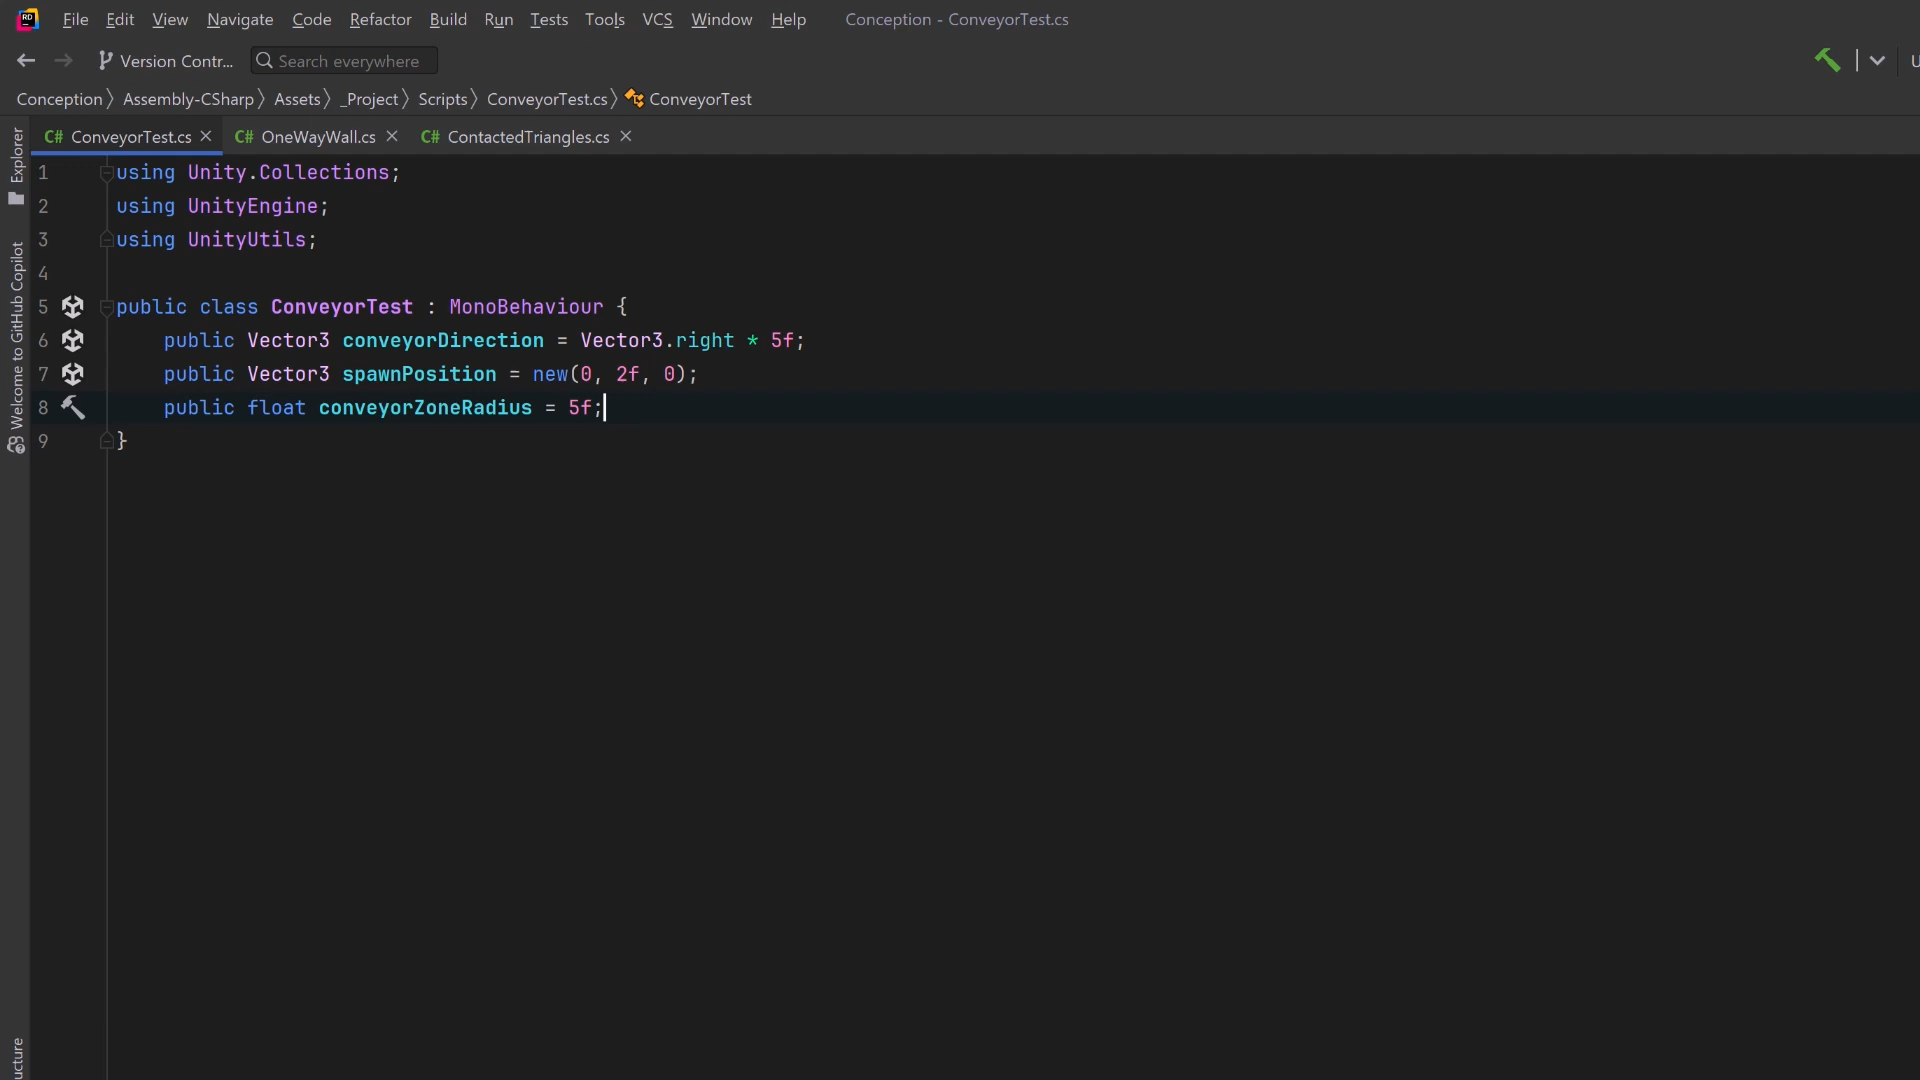 RD
File Edit View Navigate Code Refactor Build Run Tests Tools VCS Window Help Conception - ConveyorTest.cs
Version Contr... Search everywhere
Conception Assembly-CSharp Assets _Project Scripts ConveyorTest.cs ConveyorTest
C# ConveyorTest.cs C# OneWayWall.cs C# ContactedTriangles.cs
Explorer
Welcome to GitHub Copilot
1 using Unity.Collections;
2 using UnityEngine;
3 using UnityUtils;
4
5 public class ConveyorTest : MonoBehaviour {
6 public Vector3 conveyorDirection = Vector3.right * 5f;
7 public Vector3 spawnPosition = new(0, 2f, 0);
8 public float conveyorZoneRadius = 5f;
9 }
ucture